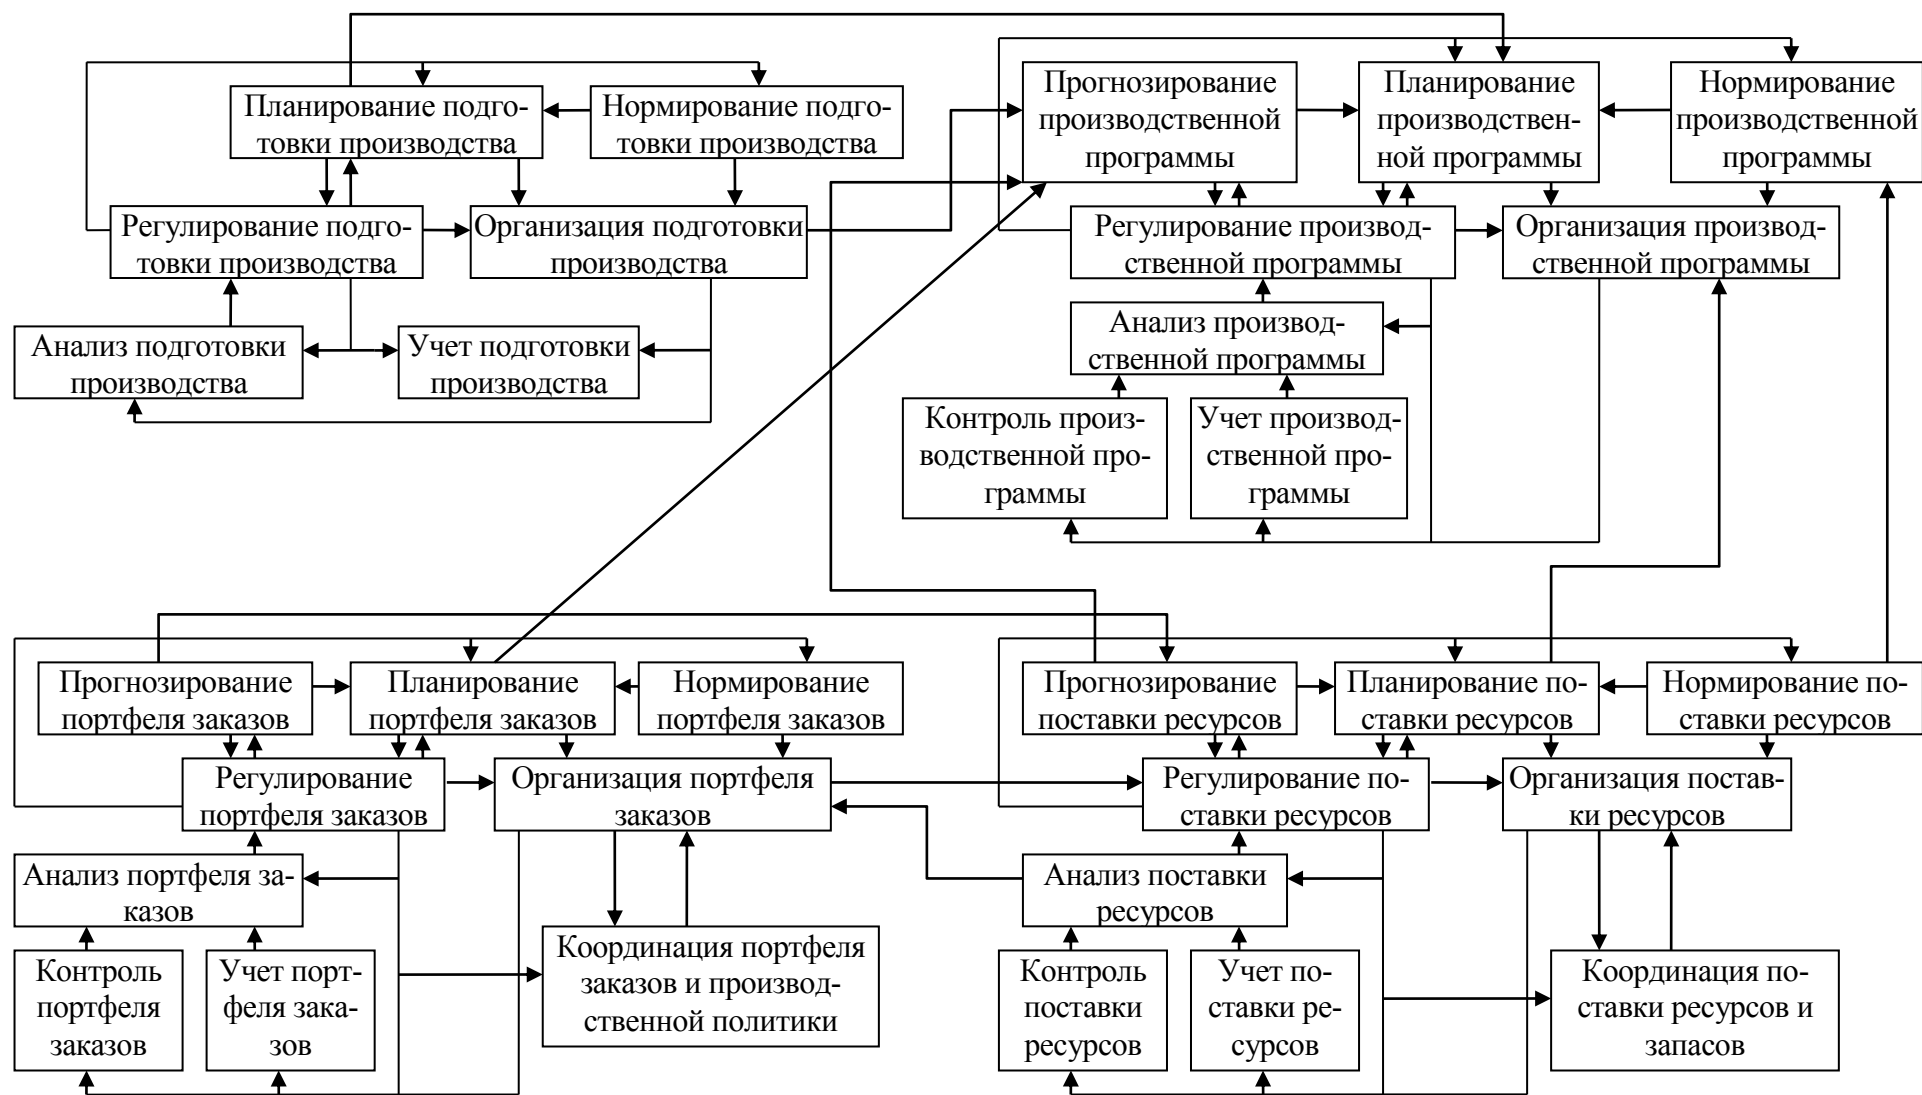 Планирование подго-
товки производства
Нормирование подго-
товки производства
Регулирование подго-
товки производства
Организация подготовки
производства
Анализ подготовки
производства
Учет подготовки
производства
Прогнозирование
производственной
программы
Планирование
производствен-
ной программы
Нормирование
производственной
программы
Регулирование производ-
ственной программы
Организация производ-
ственной программы
Анализ производ-
ственной программы
Контроль произ-
водственной про-
граммы
Учет производ-
ственной про-
граммы
Прогнозирование
портфеля заказов
Планирование
портфеля заказов
Нормирование
портфеля заказов
Регулирование
портфеля заказов
Организация портфеля
заказов
Анализ портфеля за-
казов
Контроль
портфеля
заказов
Учет порт-
феля зака-
зов
Координация портфеля
заказов и производ-
ственной политики
Прогнозирование
поставки ресурсов
Планирование по-
ставки ресурсов
Нормирование по-
ставки ресурсов
Регулирование по-
ставки ресурсов
Организация постав-
ки ресурсов
Анализ поставки
ресурсов
Контроль
поставки
ресурсов
Учет по-
ставки ре-
сурсов
Координация по-
ставки ресурсов и
запасов